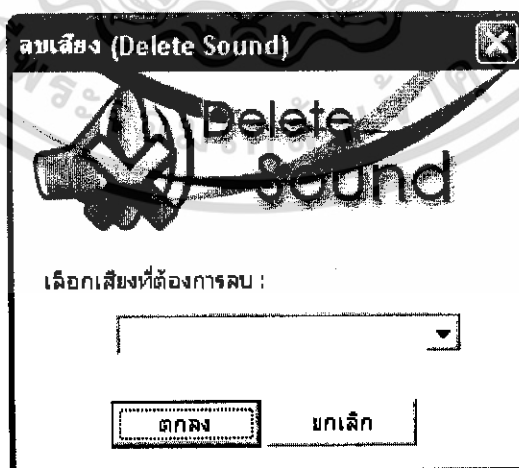 ลบเสียง (Delete Sound)
Delete
Sound
เลือกเสียงที่ต้องการลบ :
ตกลง
ยกเลิก